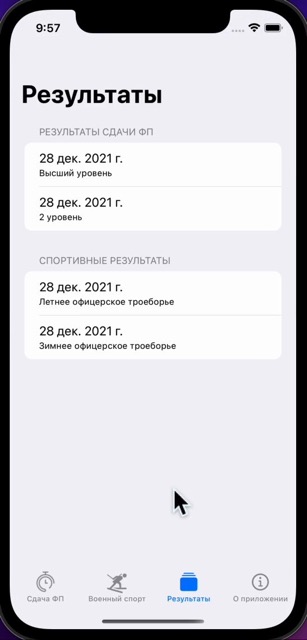 9:57
Результаты
РЕЗУЛЬТАТЫ СДАЧИ ФП
28 дек. 2021 г.
Высший уровень
28 дек. 2021 г.
2 уровень
СПОРТИВНЫЕ РЕЗУЛЬТАТЫ
28 дек. 2021 г.
Летнее офицерское троеборье
28 дек. 2021 г.
Зимнее офицерское троеборье
Сдача ФП Военный спорт Результаты О приложении